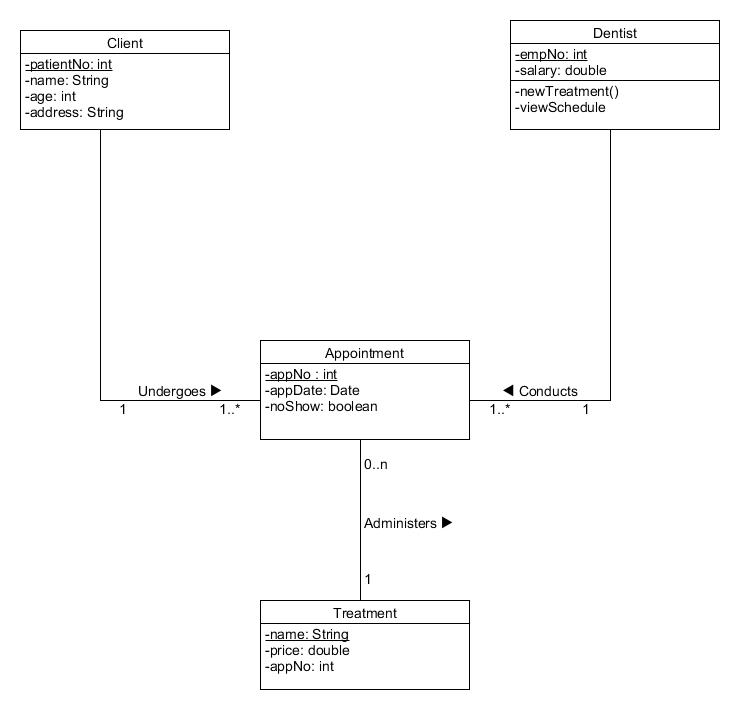 Client
-patientNo: int
-name: String
-age: int
-address: String
Dentist
-empNo: int
-salary: double
-newTreatment()
-viewSchedule
Appointment
-appNo : int
-appDate: Date
-noShow: boolean
Undergoes ▶
1
1..*
◀ Conducts
1..*
1
0..n
Administers ▶
1
Treatment
-name: String
-price: double
-appNo: int